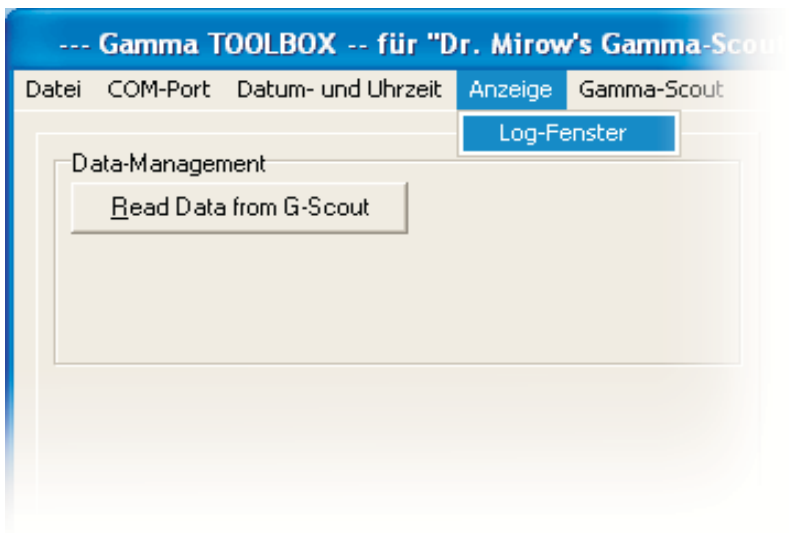 --- Gamma TOOLBOX -- für "Dr. Mirow's Gamma-Scout
Datei COM-Port Datum- und Uhrzeit Anzeige Gamma-Scout
Log-Fenster
Data-Management
Read Data from G-Scout